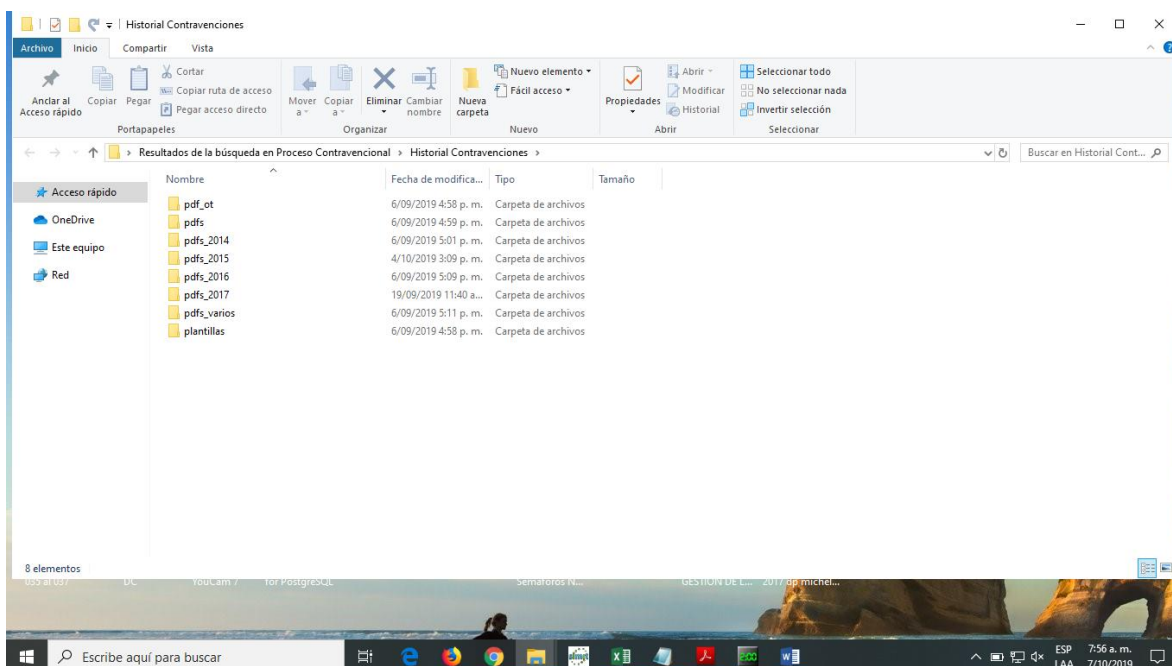 Historial Contravenciones
Archivo Inicio Compartir Vista
Anclar al Acceso rápido
Copiar
Pegar
Cortar
Copiar ruta de acceso
Pegar acceso directo
Portapapeles
Mover a
Copiar a
Eliminar
Cambiar nombre
Organizar
Nueva carpeta
Nuevo elemento
Fácil acceso
Nuevo
Propiedades
Abrir
Modificar
Historial
Abrir
Seleccionar todo
No seleccionar nada
Invertir selección
Seleccionar
Resultados de la búsqueda en Proceso Contravencional > Historial Contravenciones >
Buscar en Historial Cont...
Acceso rápido
OneDrive
Este equipo
Red
Nombre Fecha de modifica... Tipo Tamaño
pdf_ot 6/09/2019 4:58 p. m. Carpeta de archivos
pdfs 6/09/2019 4:59 p. m. Carpeta de archivos
pdfs_2014 6/09/2019 5:01 p. m. Carpeta de archivos
pdfs_2015 4/10/2019 3:09 p. m. Carpeta de archivos
pdfs_2016 6/09/2019 5:09 p. m. Carpeta de archivos
pdfs_2017 19/09/2019 11:40 a... Carpeta de archivos
pdfs_varios 6/09/2019 5:11 p. m. Carpeta de archivos
plantillas 6/09/2019 4:58 p. m. Carpeta de archivos
8 elementos
035 al 037 DC YouCam 7 for PostgreSQL Semaforos N... GESTION DE L... 2017 dp michel...
Escribe aquí para buscar
ESP 7:56 a. m.
LAA 7/10/2019